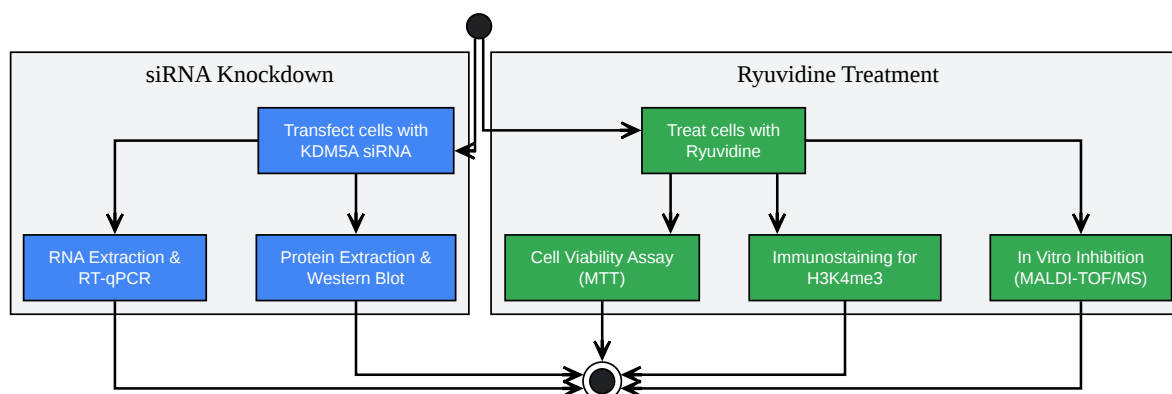 siRNA Knockdown
Ryuvidine Treatment
Transfect cells with
KDM5A siRNA
Treat cells with
Ryuvidine
RNA Extraction &
RT-qPCR
Protein Extraction &
Western Blot
Cell Viability Assay
(MTT)
Immunostaining for
H3K4me3
In Vitro Inhibition
(MALDI-TOF/MS)